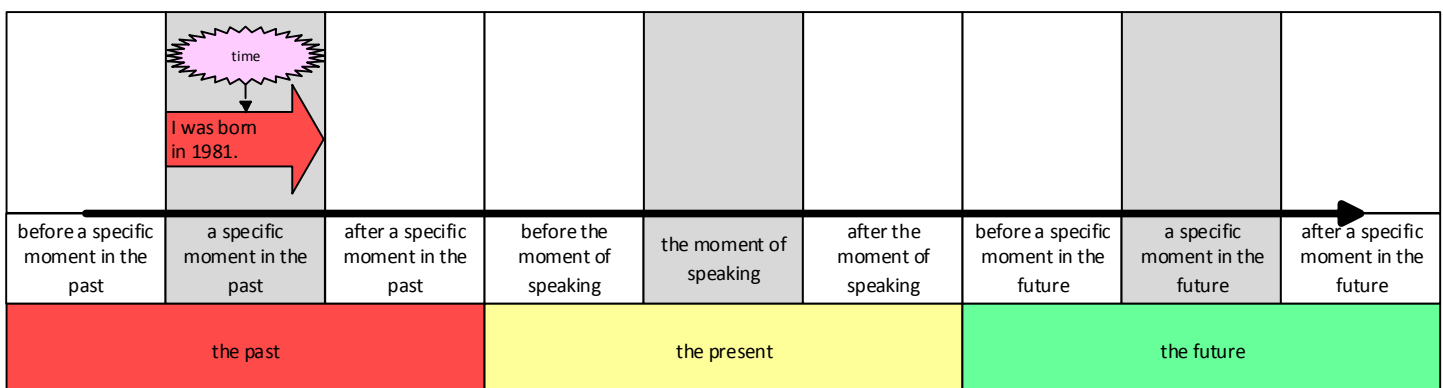 time
I was born
in 1981.
before a specific
moment in the
past
a specific
moment in the
past
after a specific
moment in the
past
before the
moment of
speaking
the moment of
speaking
after the
moment of
speaking
before a specific
moment in the
future
a specific
moment in the
future
after a specific
moment in the
future
the past
the present
the future